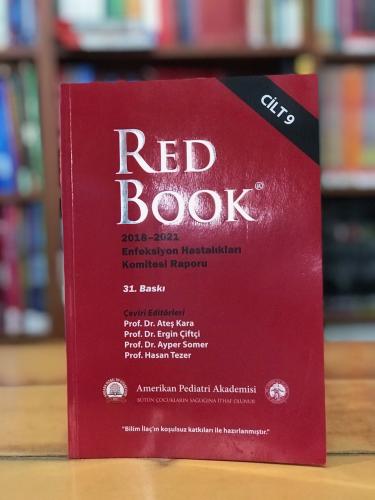 CİLT 9
RED
BOOK®
2018-2021
Enfeksiyon Hastalıkları
Komitesi Raporu
31. Baskı
Çeviri Editörleri
Prof. Dr. Ateş Kara
Prof. Dr. Ergin Çiftçi
Prof. Dr. Ayper Somer
Prof. Hasan Tezer
Amerikan Pediatri Akademisi
BÜTÜN ÇOCUKLARIN SAĞLIĞINA İTHAF OLUNUR
"Bilim İlaç'ın koşulsuz katkıları ile hazırlanmıştır."